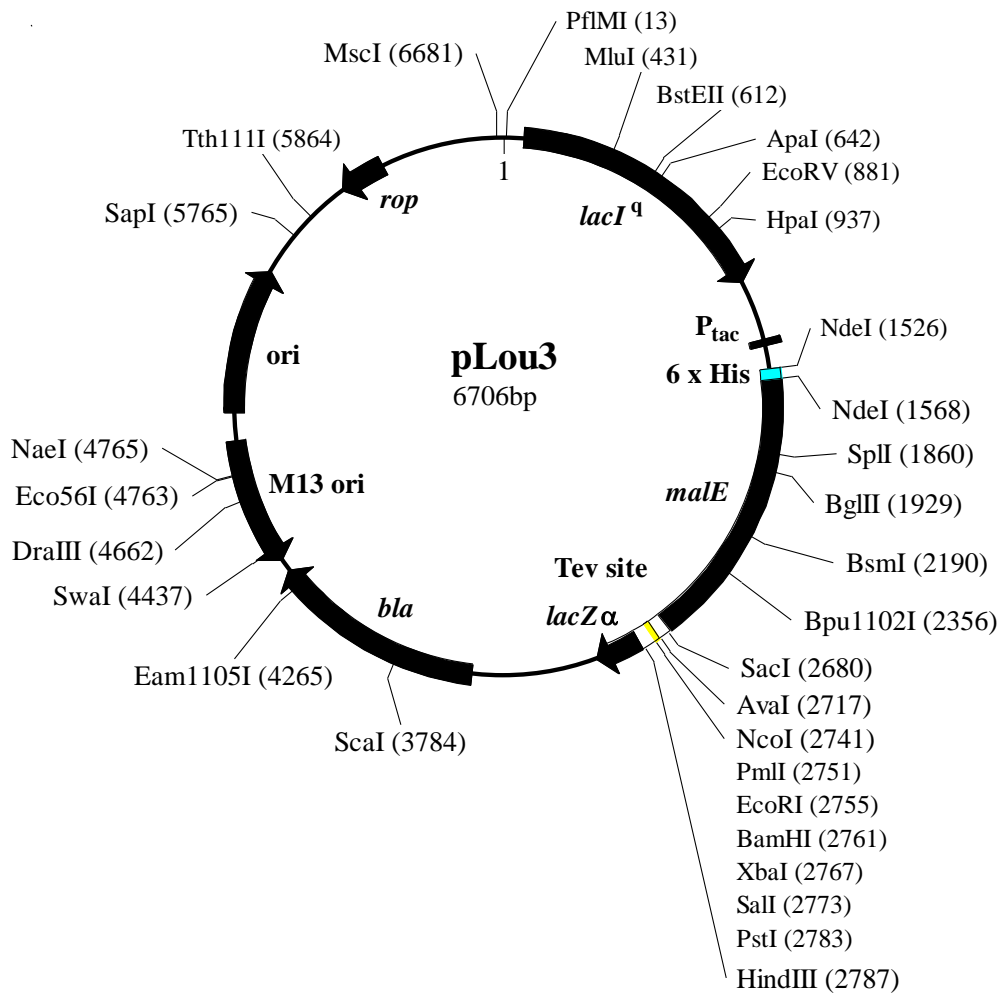 PflMI (13)
MscI (6681)
MluI (431)
BstEII (612)
Tth111I (5864)
ApaI (642)
1
EcoRV (881)
rop
SapI (5765)
lacI q
HpaI (937)
Ptac
NdeI (1526)
ori
pLou3
6 x His
6706bp
NdeI (1568)
NaeI (4765)
SplI (1860)
M13 ori
malE
Eco56I (4763)
BglII (1929)
DraIII (4662)
BsmI (2190)
Tev site
SwaI (4437)
bla
lacZ α
Bpu1102I (2356)
Eam1105I (4265)
SacI (2680)
AvaI (2717)
ScaI (3784)
NcoI (2741)
PmlI (2751)
EcoRI (2755)
BamHI (2761)
XbaI (2767)
SalI (2773)
PstI (2783)
HindIII (2787)